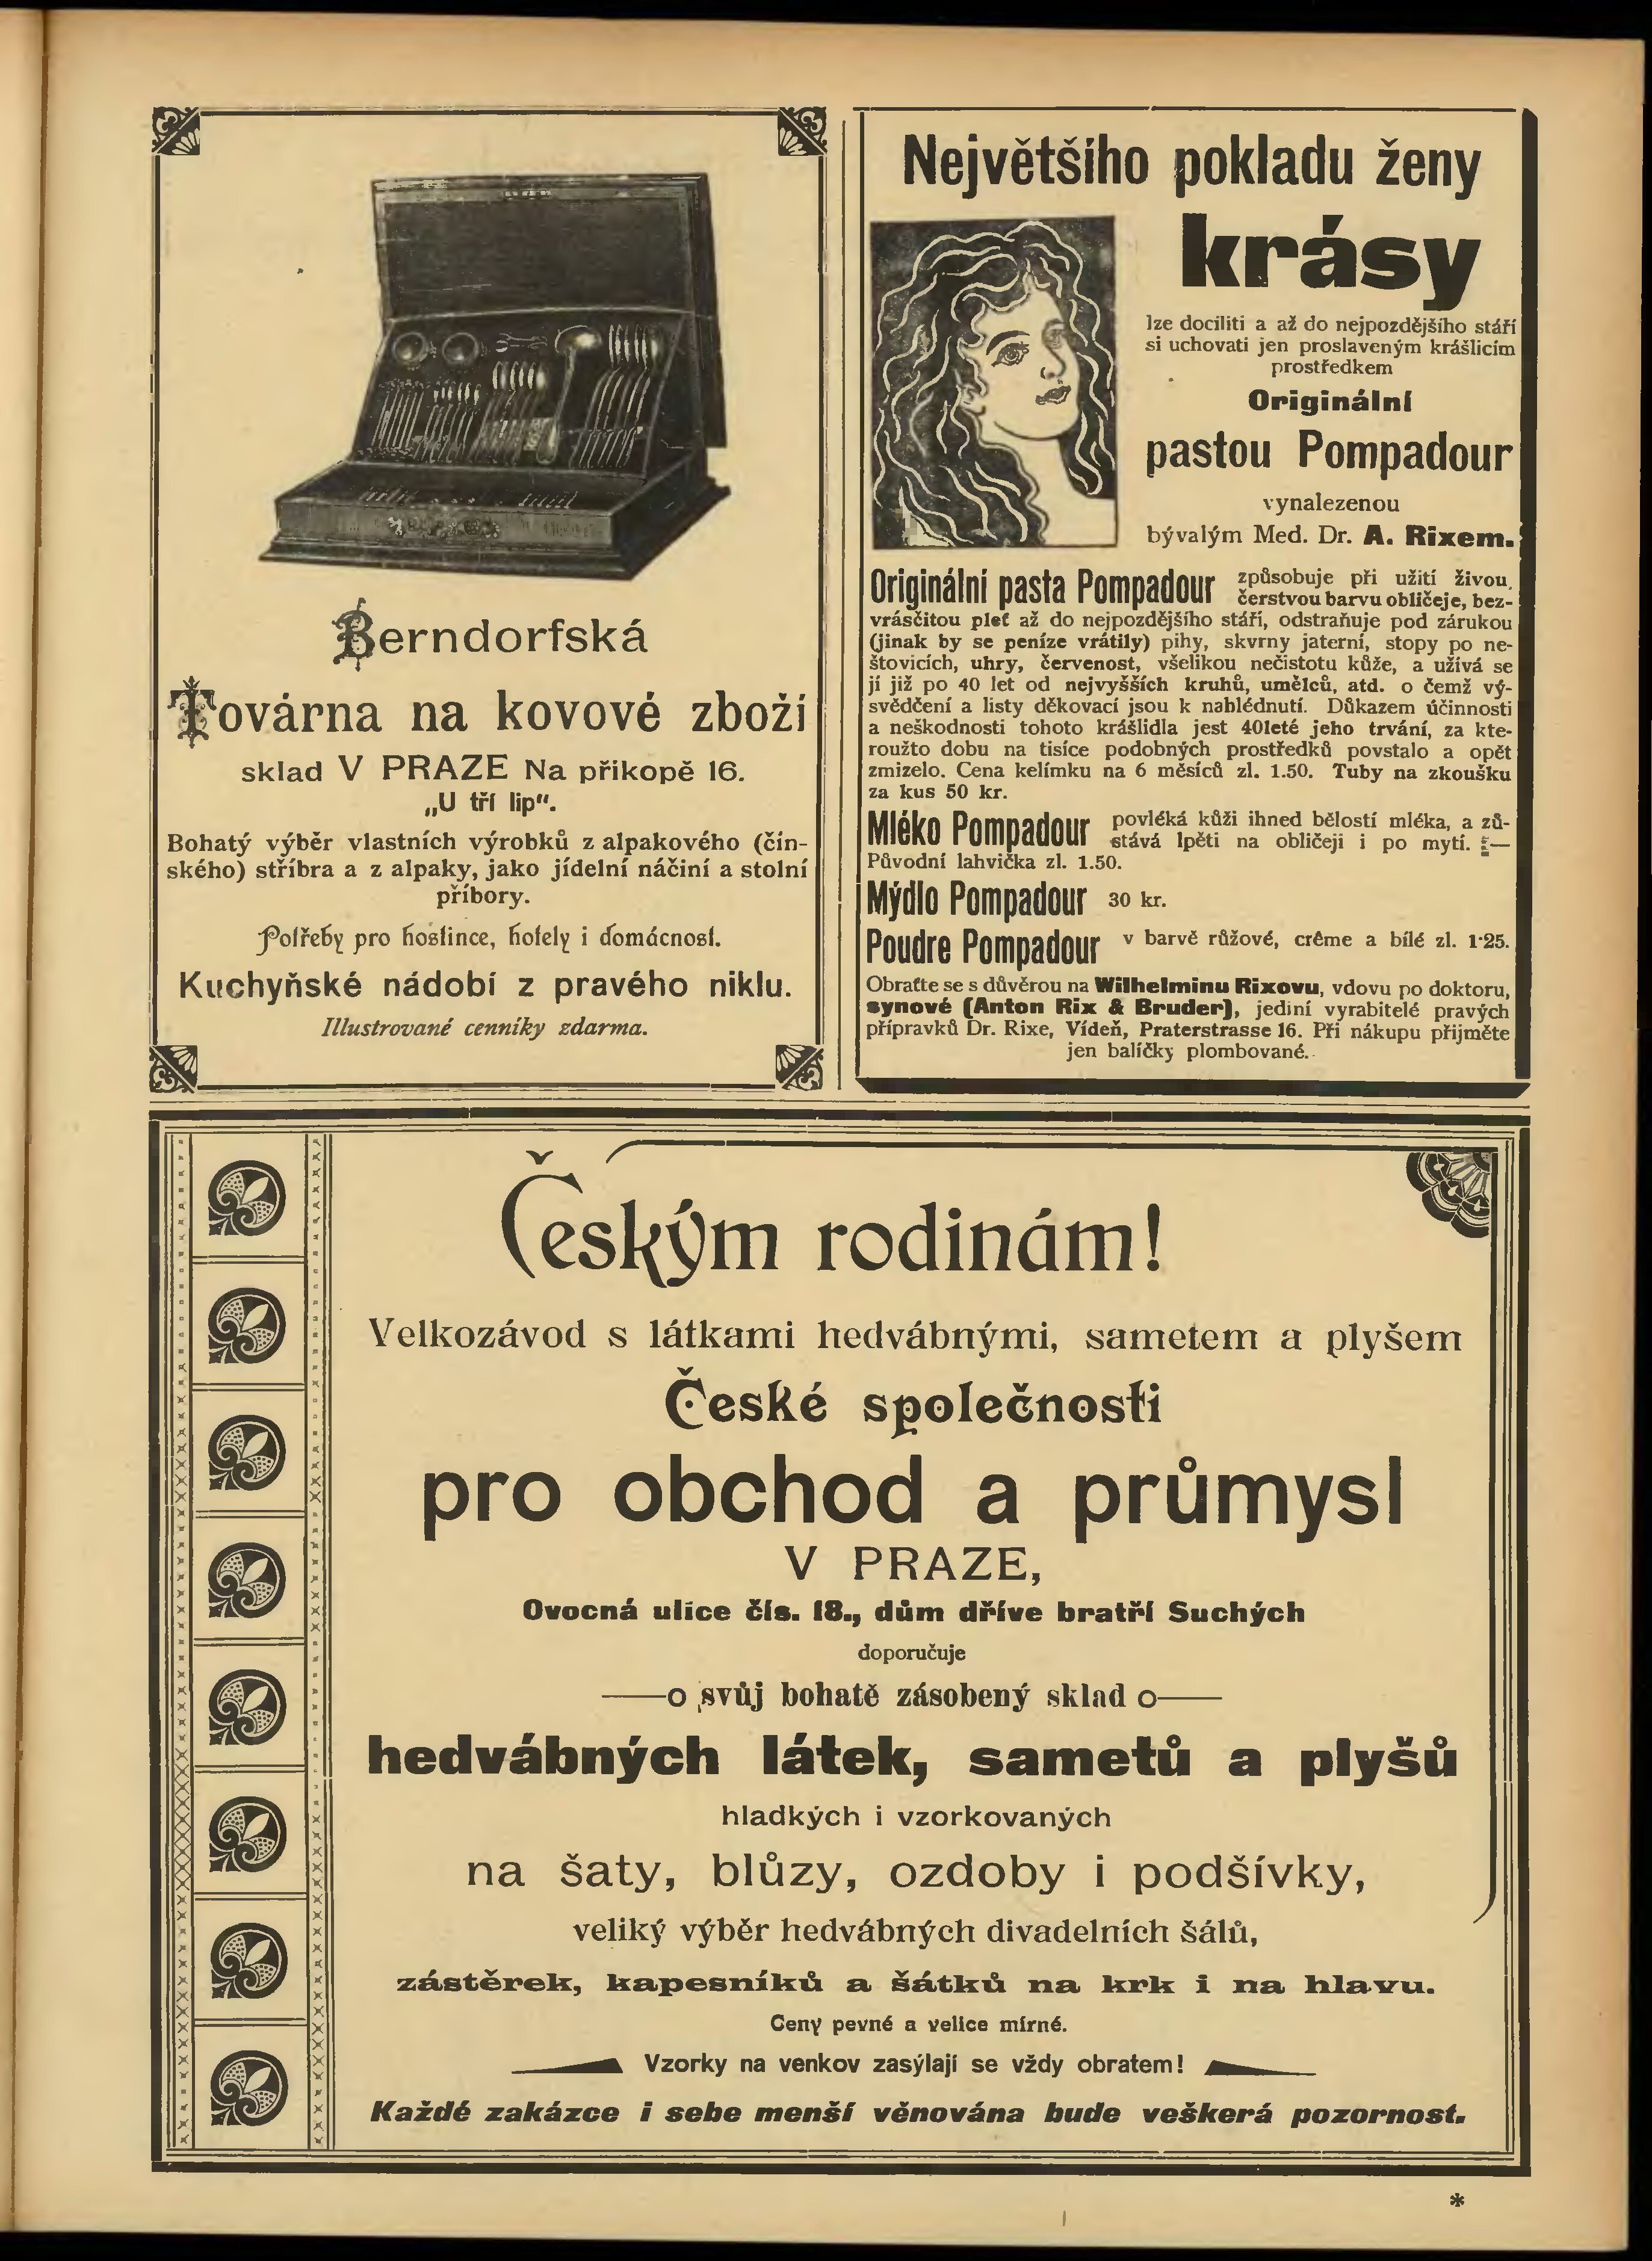 Berndorfská
Továrna na kovové zboží
sklad V PRAZE Na přikopě 16.
„U tří lip“.
Bohatý výběr vlastních výrobků z alpakového (čín-
ského) stříbra a z alpaky, jako jídelní náčiní a stolní
příbory.
Potřeby pro hostince, hotely i domácnost.
Kuchyňské nádobí z pravého niklu.
Illustrované cenníky zdarma.
Největšího pokladu ženy
krásy
lze dociliti a až do nejpozdějšího stáří
si uchovati jen proslaveným krášlicím
prostředkem
Originální
pastou Pompadour
vynalezenou
bývalým Med. Dr. A. Rixem.
Originální pasta Pompadour způsobuje při užití živou,
čerstvou barvu obličeje, bez-
vrásčitou pleť až do nejpozdějšího stáří, odstraňuje pod zárukou
(jinak by se peníze vrátily) pihy, skvrny jaterní, stopy po ne-
štovicích, uhry, červenost, všelikou nečistotu kůže, a užívá se
jí již po 40 let od nejvyšších kruhů, umělců, atd. o čemž vý-
svědčení a listy děkovací jsou k nahlédnutí. Důkazem účinnosti
a neškodnosti tohoto krášlidla jest 40leté jeho trvání, za kte-
roužto dobu na tisíce podobných prostředků povstalo a opět
zmizelo. Cena kelímku na 6 měsíců zl. 1.50. Tuby na zkoušku
za kus 50 kr.
Mléko Pompadour povléká kůži ihned bělostí mléka, a zů-
stává lpěti na obličeji i po mytí. —
Původní lahvička zl. 1.50.
Mýdlo Pompadour 30 kr.
Poudre Pompadour v barvě růžové, crême a bílé zl. 1·25.
Obraťte se s důvěrou na Wilhelminu Rixovu, vdovu po doktoru,
synové (Anton Rix & Bruder), jediní vyrabitelé pravých
přípravků Dr. Rixe, Vídeň, Praterstrasse 16. Při nákupu přijměte
jen balíčky plombované.
Českým rodinám!
Velkozávod s látkami hedvábnými, sametem a plyšem
České společnosti
pro obchod a průmysl
V PRAZE,
Ovocná ulice čís. 18., dům dříve bratří Suchých
doporučuje
—o svůj bohatě zásobený sklad o—
hedvábných látek, sametů a plyšů
hladkých i vzorkovaných
na šaty, blůzy, ozdoby i podšívky,
veliký výběr hedvábných divadelních šálů,
zástěrek, kapesníků a šátků na krk i na hlavu.
Ceny pevné a velice mírné.
Vzorky na venkov zasýlají se vždy obratem!
Každé zakázce i sebe menší věnována bude veškerá pozornost.
*